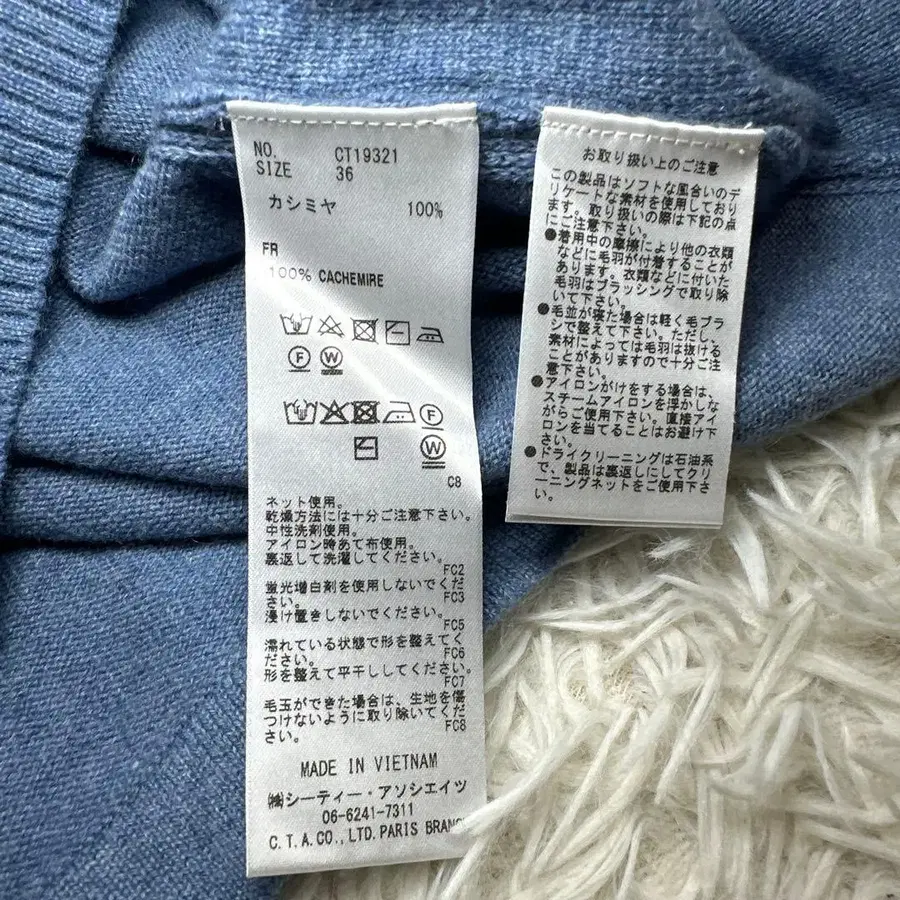 NO. CT19321
SIZE 36
カシミヤ 100%
FR
100% CACHEMIRE
F W
F
W
C8
ネット使用。
乾燥方法には十分ご注意下さい。
中性洗剤使用。
アイロン時あて布使用。
裏返して洗濯してください。
FC2
蛍光増白剤を使用しないでくだ
さい。
FC3
浸け置きしないでください。
FC5
濡れている状態で形を整えてく
ださい。
FC6
形を整えて平干ししてください。
FC7
毛玉ができた場合は、生地を傷
つけないように取り除いてくだ
さい。
FC8
MADE IN VIETNAM
㈱シーティー・アソシエイツ
06-6241-7311
C.T.A.CO.,LTD.PARIS BRANC
お取り扱い上のご注意
この製品はソフトな風合いのデ
リケートな素材を使用しており
ます。取り扱いの際は下記の点
にご注意下さい。
●着用中の摩擦により他の衣類
などに毛羽が付着することが
あります。衣類などに付いた
毛羽はブラッシングで取り除
いて下さい。
●毛並が寝た場合は軽く毛ブラ
シで整えて下さい。ただし、
素材によっては毛羽は抜ける
ことがありますので十分ご注
意下さい。
●アイロンがけをする場合は、
スチームアイロンを浮かしな
がらご使用下さい。直接アイ
ロンを当てることはお避け下
さい。
●ドライクリーニングは石油系
で、製品は裏返しにしてクリ
ーニングネットをご使用下さ
い。